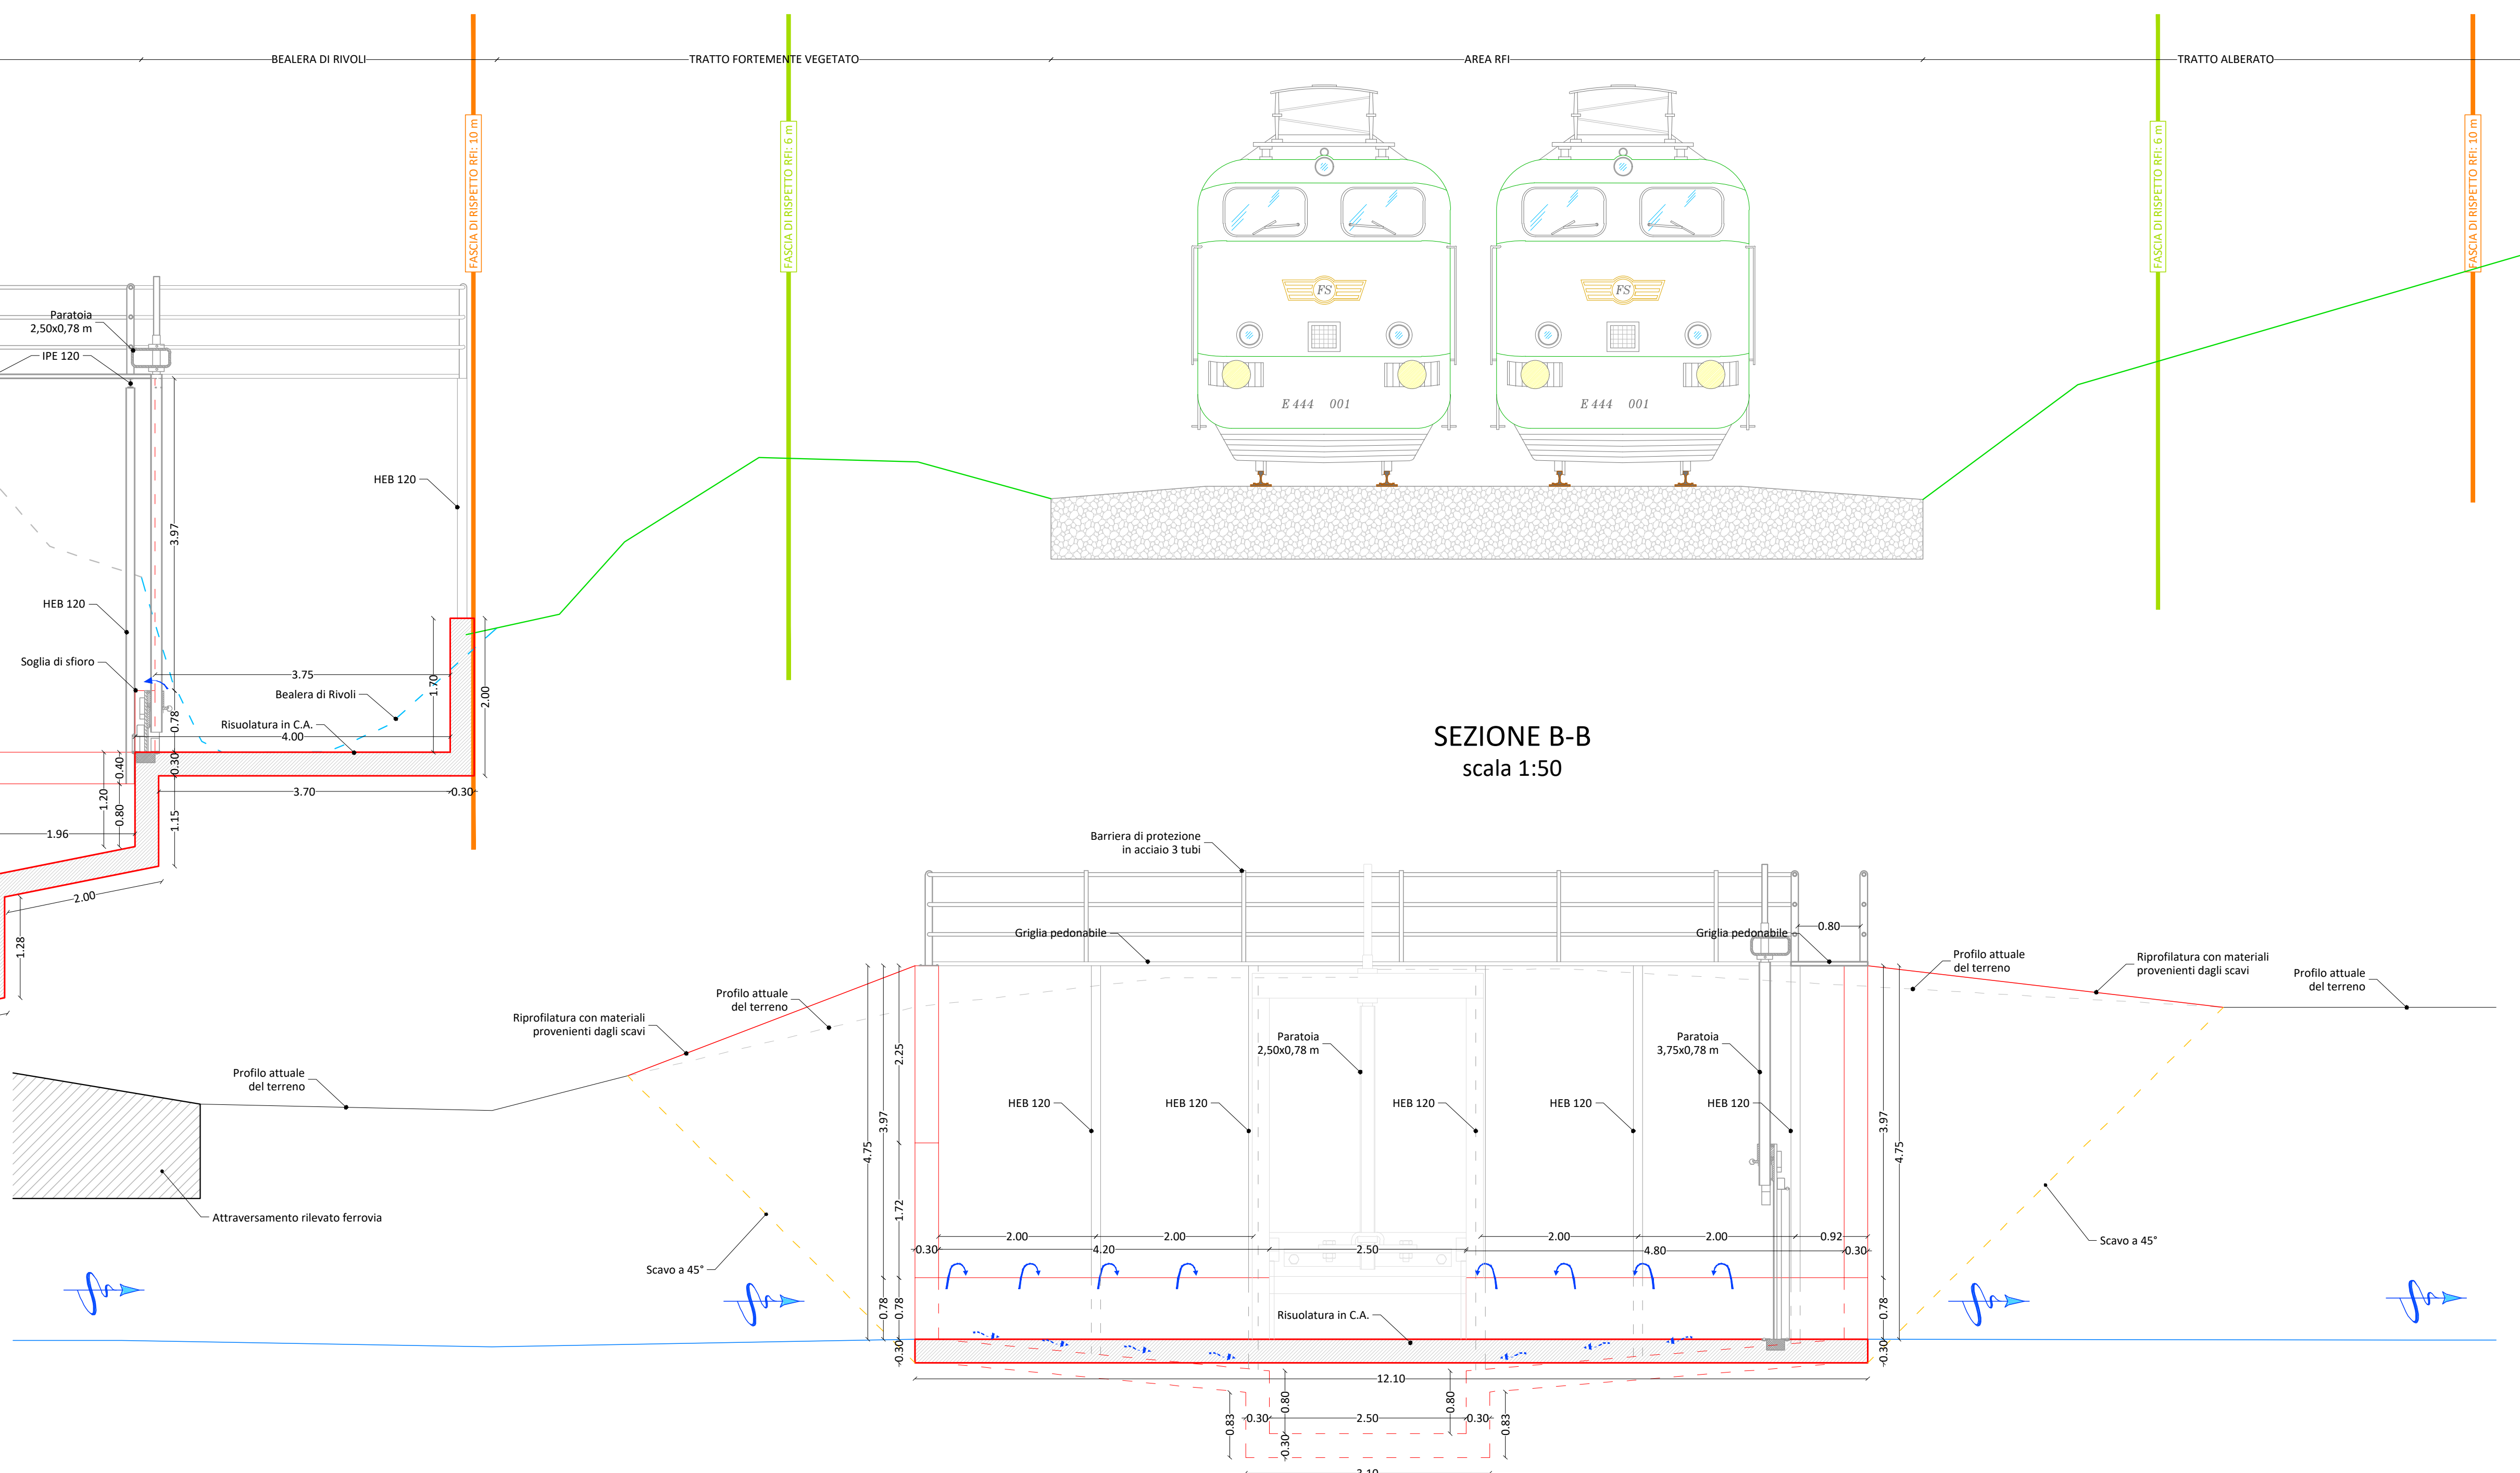 BEALERA DI RIVOLI
TRATTO FORTEMENTE VEGETATO
AREA RFI
TRATTO ALBERATO
FASCIA DI RISPETTO RFI: 10 m
FASCIA DI RISPETTO RFI: 6 m
FASCIA DI RISPETTO RFI: 6 m
FASCIA DI RISPETTO RFI: 10 m
FS
FS
E 444 001
E 444 001
Paratoia
2,50x0,78 m
IPE 120
HEB 120
3.97
HEB 120
Soglia di sfioro
3.75
Bealera di Rivoli
1.70
2.00
Risuolatura in C.A.
0.78
4.00
0.40
0.30
1.20
0.80
3.70
0.30
1.15
1.96
2.00
1.28
SEZIONE B-B
scala 1:50
Barriera di protezione
in acciaio 3 tubi
Griglia pedonabile
Griglia pedonabile
0.80
Profilo attuale
del terreno
Riprofilatura con materiali
provenienti dagli scavi
Profilo attuale
del terreno
Profilo attuale
del terreno
Riprofilatura con materiali
provenienti dagli scavi
Profilo attuale
del terreno
Paratoia
2,50x0,78 m
Paratoia
3,75x0,78 m
2.25
HEB 120
HEB 120
HEB 120
HEB 120
HEB 120
3.97
4.75
3.97
4.75
1.72
Attraversamento rilevato ferrovia
2.00
2.00
2.00
2.00
0.92
0.30
4.20
2.50
4.80
0.30
Scavo a 45°
Scavo a 45°
0.78
0.78
0.78
Risuolatura in C.A.
0.30
0.30
12.10
0.80
0.80
0.83
0.30
2.50
0.30
0.83
0.30
3.10